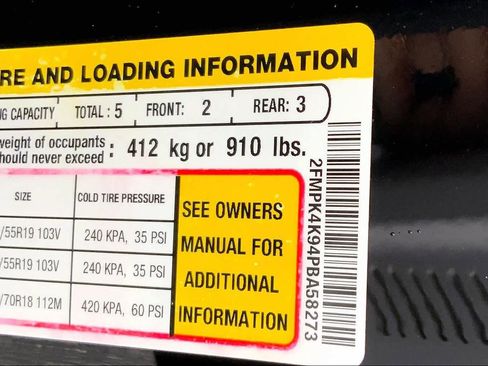 RE AND LOADING INFORMATION
NG CAPACITY TOTAL : 5 FRONT: 2 REAR: 3
weight of occupants
should never exceed : 412 kg or 910 lbs.
SIZE COLD TIRE PRESSURE
/55R19 103V 240 KPA, 35 PSI
/55R19 103V 240 KPA, 35 PSI
/70R18 112M 420 KPA, 60 PSI
SEE OWNERS
MANUAL FOR
ADDITIONAL
INFORMATION
2FMPK4K94PBA58273